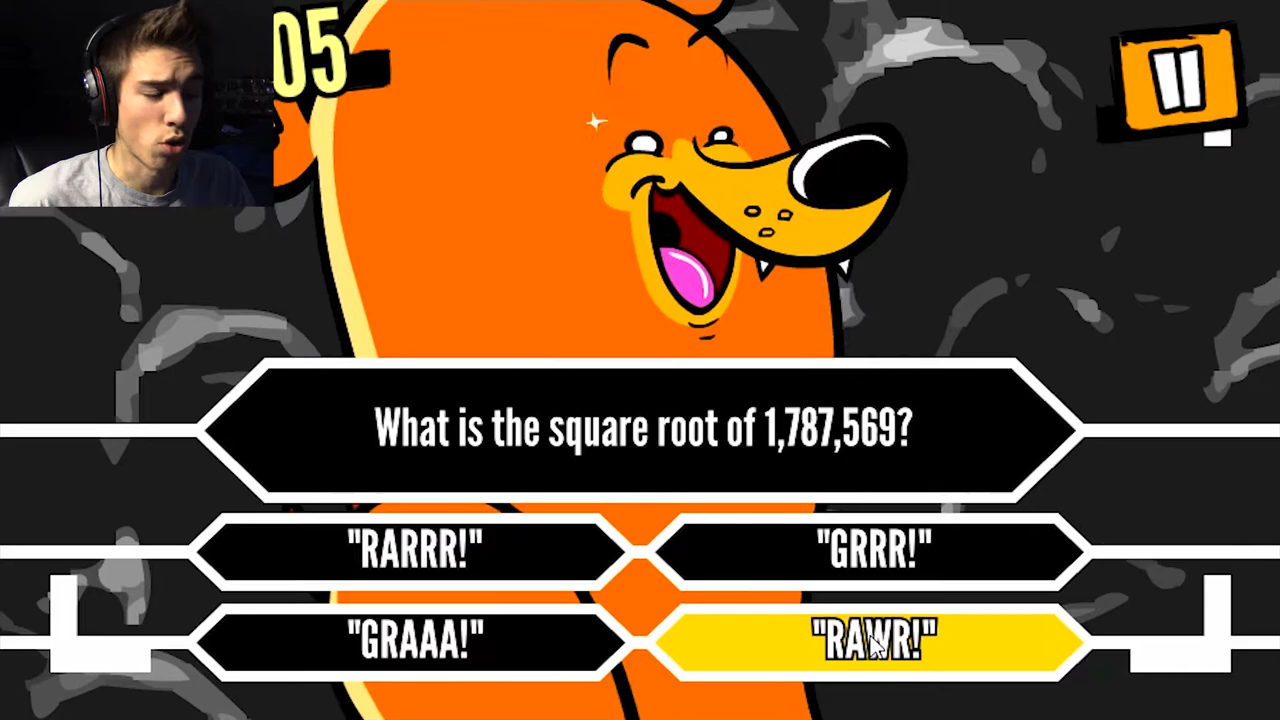 05
What is the square root of 1,787,569?
"RARRR!"
"GRRR!"
"GRAAA!"
"RAWR!"